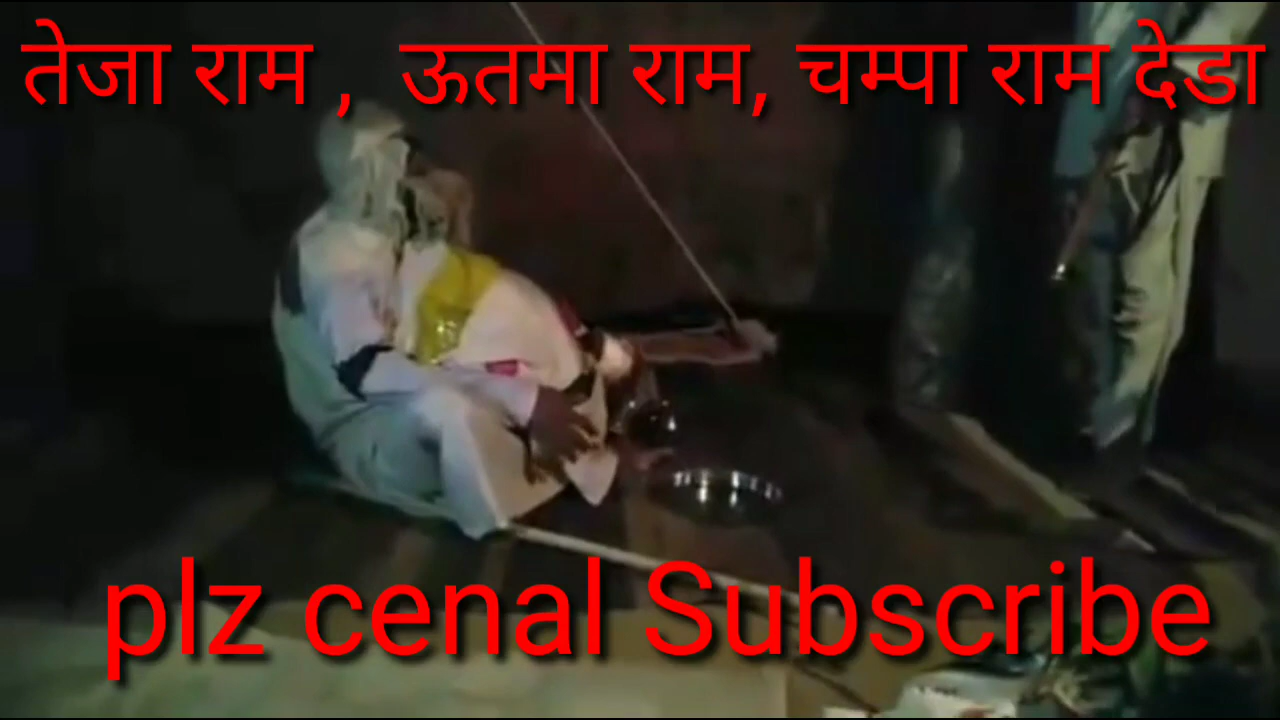 तेजा राम , ऊतमा राम, चम्पा राम देडा
plz cenal Subscribe